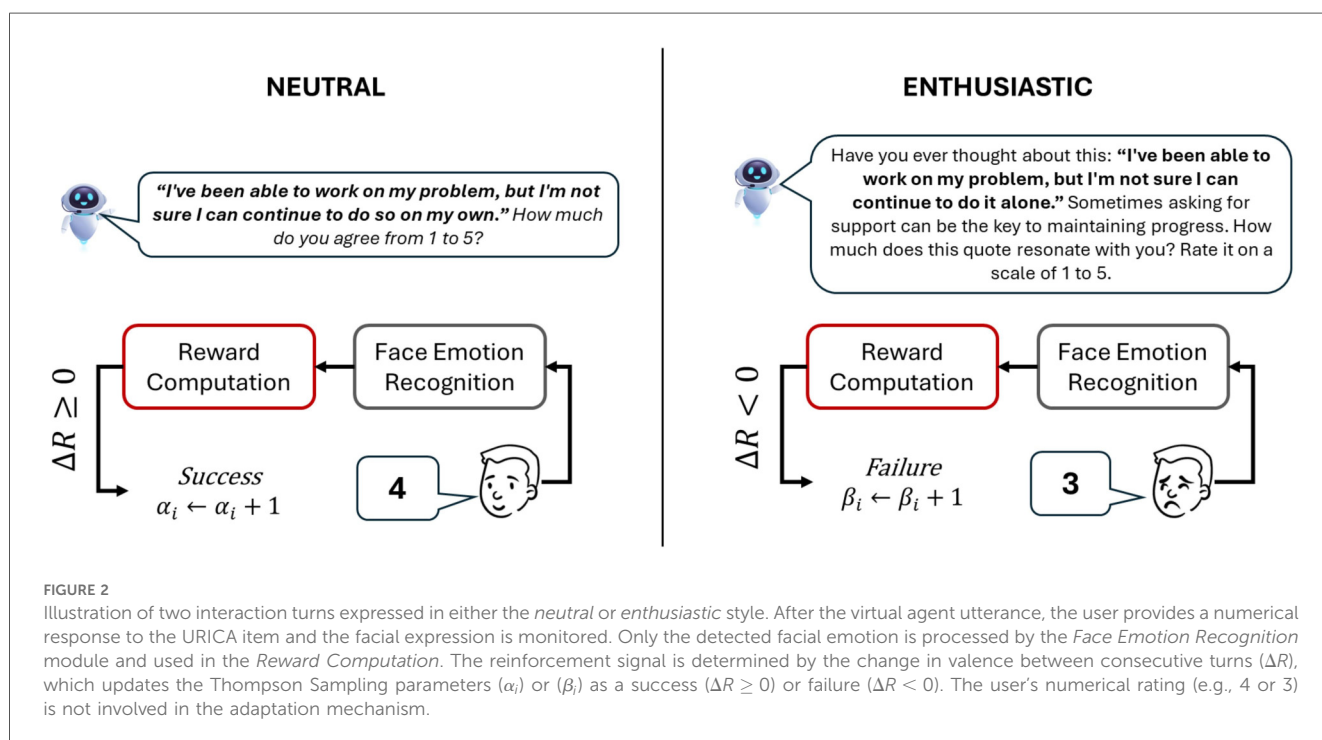 NEUTRAL
"I've been able to work on my problem, but I'm not
sure I can continue to do so on my own." How much
do you agree from 1 to 5?
Reward
Computation
Face Emotion
Recognition
ΔR ≥ 0
Success
αᵢ ← αᵢ + 1
4
ENTHUSIASTIC
Have you ever thought about this: “I've been able to
work on my problem, but I'm not sure I can
continue to do it alone.” Sometimes asking for
support can be the key to maintaining progress. How
much does this quote resonate with you? Rate it on a
scale of 1 to 5.
Reward
Computation
Face Emotion
Recognition
ΔR < 0
Failure
βᵢ ← βᵢ + 1
3
FIGURE 2
Illustration of two interaction turns expressed in either the neutral or enthusiastic style. After the virtual agent utterance, the user provides a numerical
response to the URICA item and the facial expression is monitored. Only the detected facial emotion is processed by the Face Emotion Recognition
module and used in the Reward Computation. The reinforcement signal is determined by the change in valence between consecutive turns (ΔR),
which updates the Thompson Sampling parameters (αᵢ) or (βᵢ) as a success (ΔR ≥ 0) or failure (ΔR < 0). The user's numerical rating (e.g., 4 or 3)
is not involved in the adaptation mechanism.